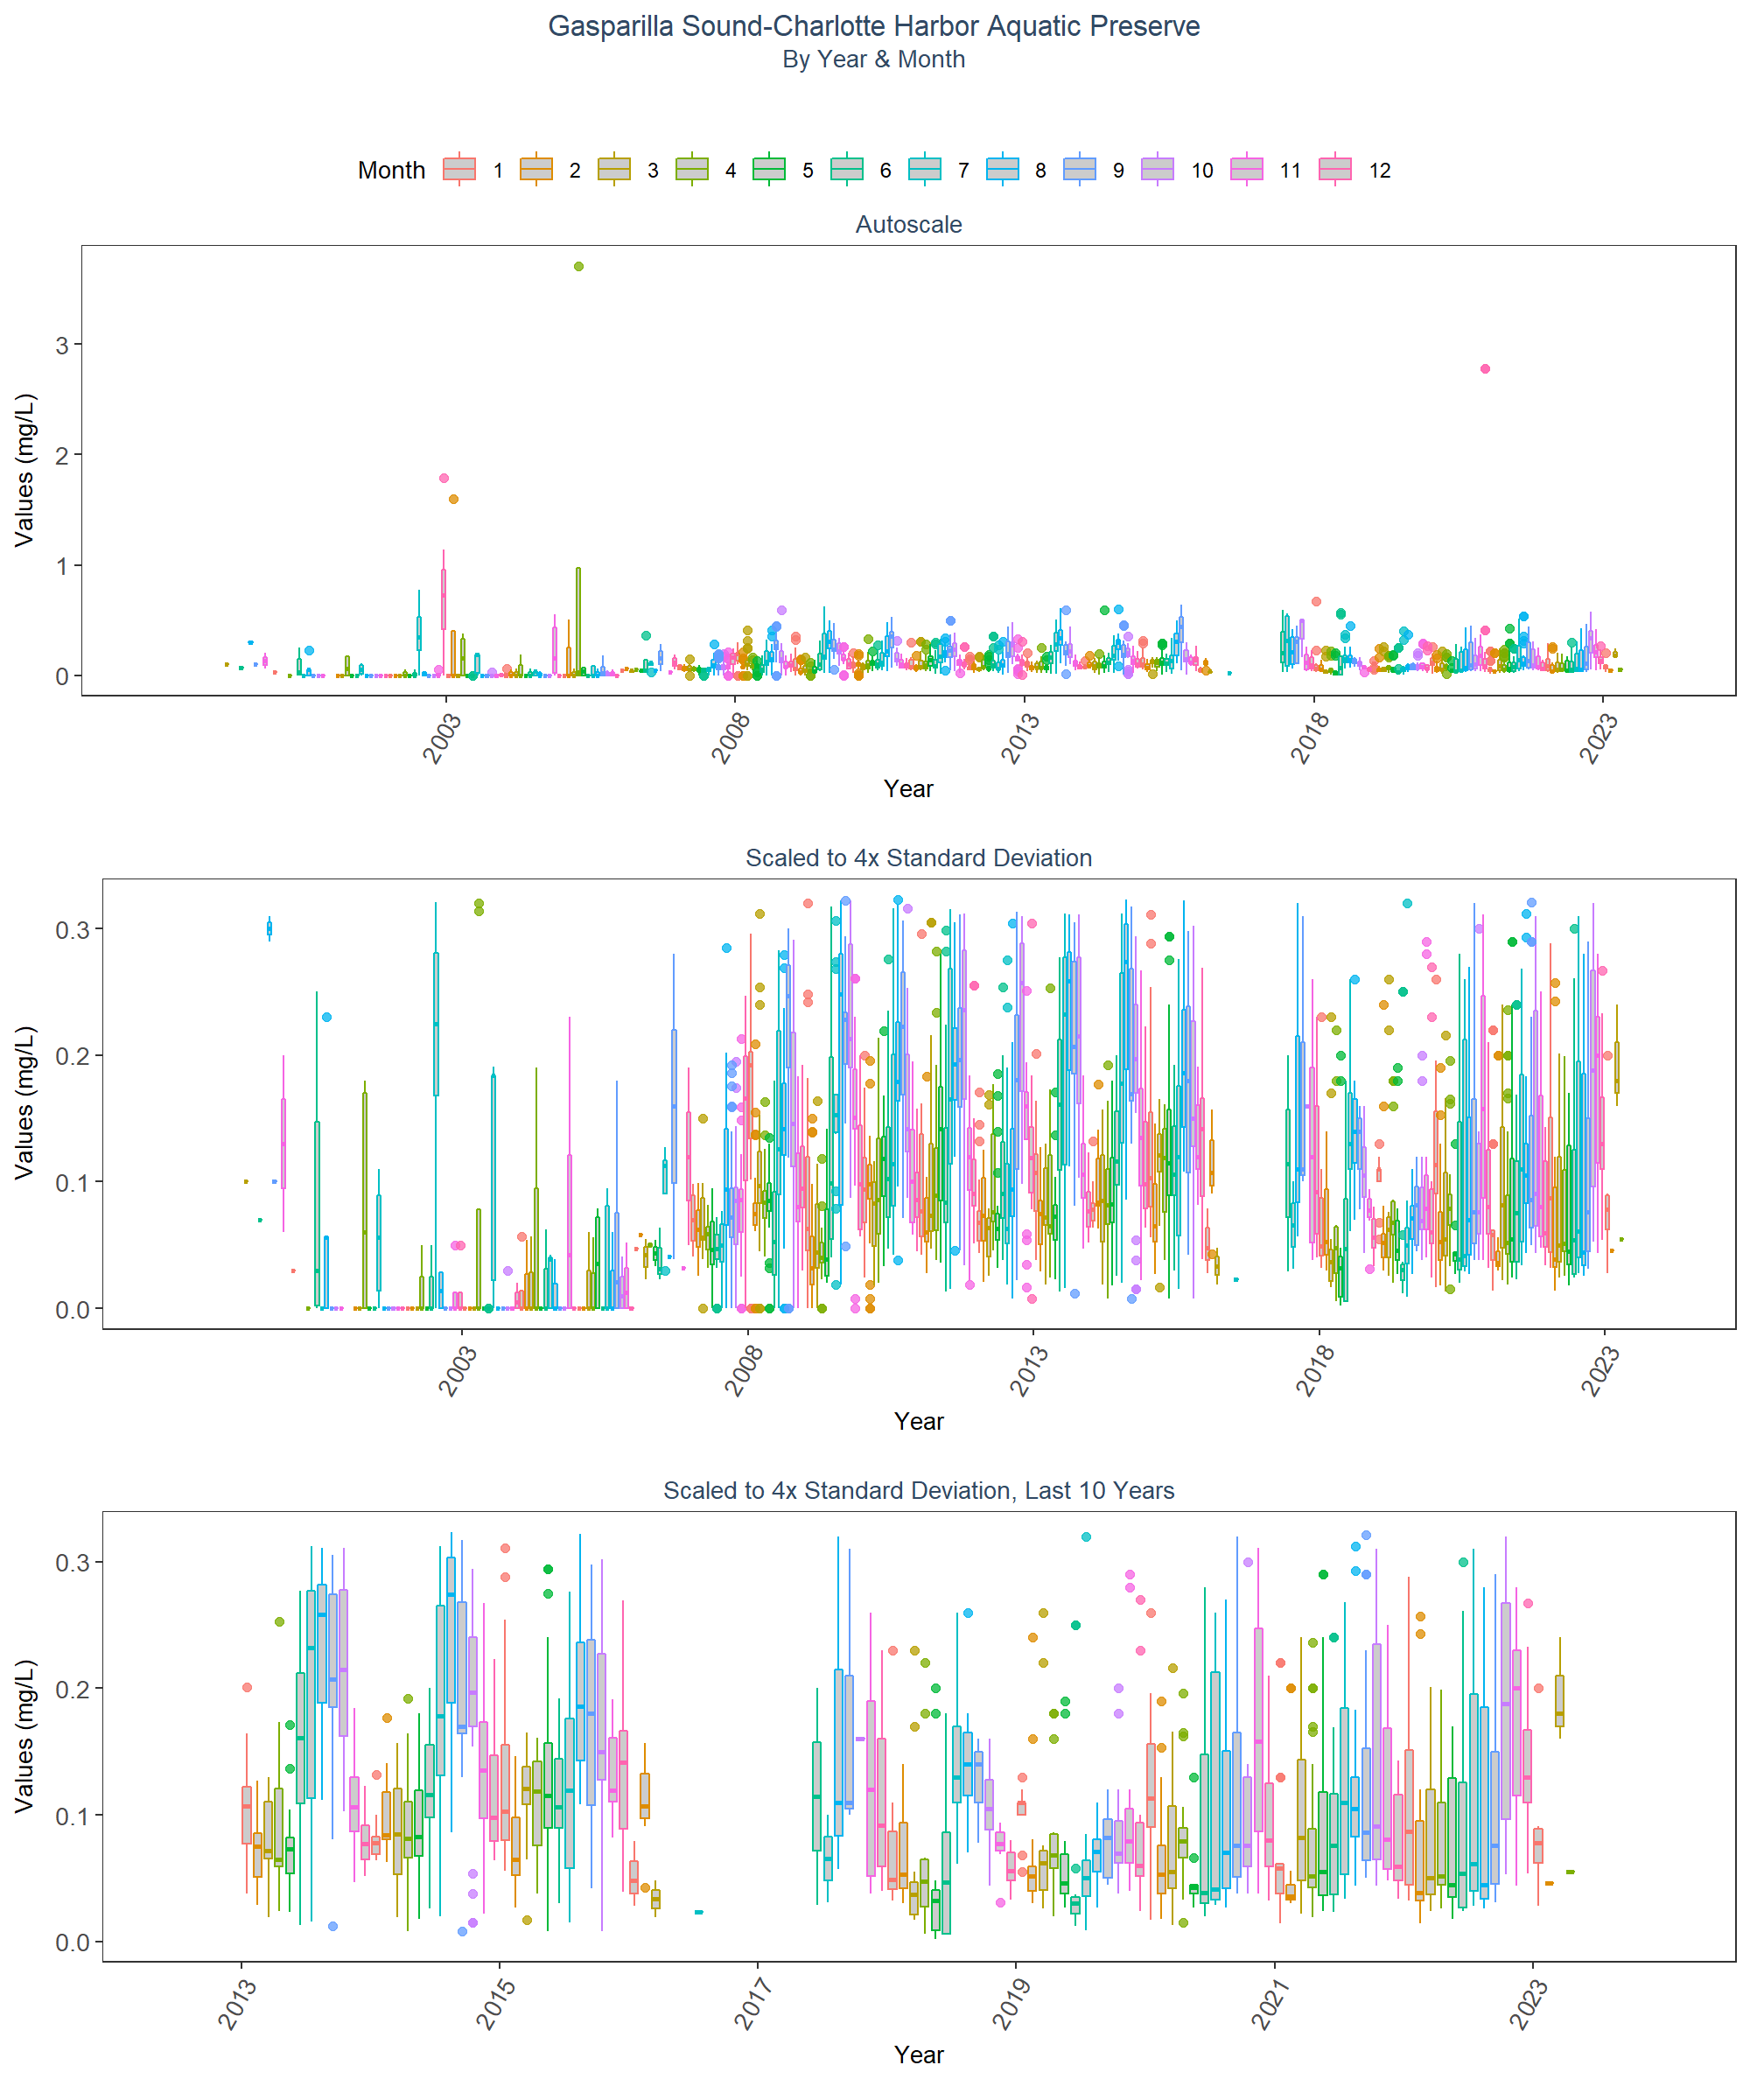 Gasparilla Sound-Charlotte Harbor Aquatic Preserve
By Year & Month
Month 1 2 3 4 5 6 7 8 9 10 11 12
Autoscale
Values (mg/L)
3
2
1
0
2003 2008 2013 2018 2023
Year
Scaled to 4x Standard Deviation
Values (mg/L)
0.3
0.2
0.1
0.0
2003 2008 2013 2018 2023
Year
Scaled to 4x Standard Deviation, Last 10 Years
Values (mg/L)
0.3
0.2
0.1
0.0
2013 2015 2017 2019 2021 2023
Year